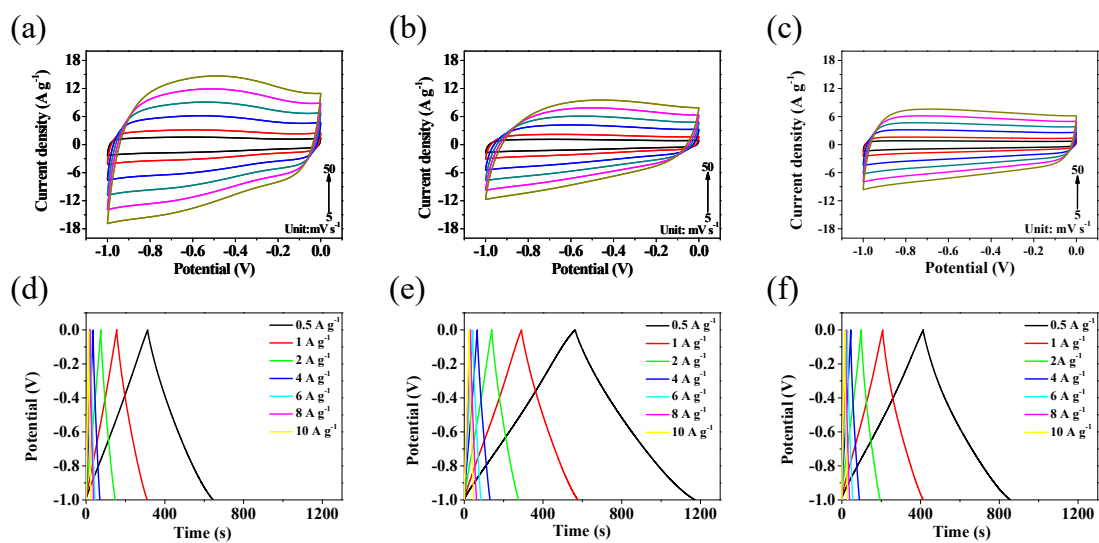 (a)
Current density (A g⁻¹)
18
12
6
0
-6
-12
-18
50
5
Unit:mV s⁻¹
-1.0 -0.8 -0.6 -0.4 -0.2 0.0
Potential (V)
(b)
Current density (A g⁻¹)
18
12
6
0
-6
-12
-18
50
5
Unit: mV s⁻¹
-1.0 -0.8 -0.6 -0.4 -0.2 0.0
Potential (V)
(c)
Current density (A g⁻¹)
18
12
6
0
-6
-12
-18
50
5
Unit: mV s⁻¹
-1.0 -0.8 -0.6 -0.4 -0.2 0.0
Potential (V)
(d)
Potential (V)
0.0
-0.2
-0.4
-0.6
-0.8
-1.0
0.5 A g⁻¹
1 A g⁻¹
2 A g⁻¹
4 A g⁻¹
6 A g⁻¹
8 A g⁻¹
10 A g⁻¹
0 400 800 1200
Time (s)
(e)
Potential (V)
0.0
-0.2
-0.4
-0.6
-0.8
-1.0
0.5 A g⁻¹
1 A g⁻¹
2 A g⁻¹
4 A g⁻¹
6 A g⁻¹
8 A g⁻¹
10 A g⁻¹
0 400 800 1200
Time (s)
(f)
Potential (V)
0.0
-0.2
-0.4
-0.6
-0.8
-1.0
0.5 A g⁻¹
1 A g⁻¹
2A g⁻¹
4 A g⁻¹
6 A g⁻¹
8 A g⁻¹
10 A g⁻¹
0 400 800 1200
Time (s)